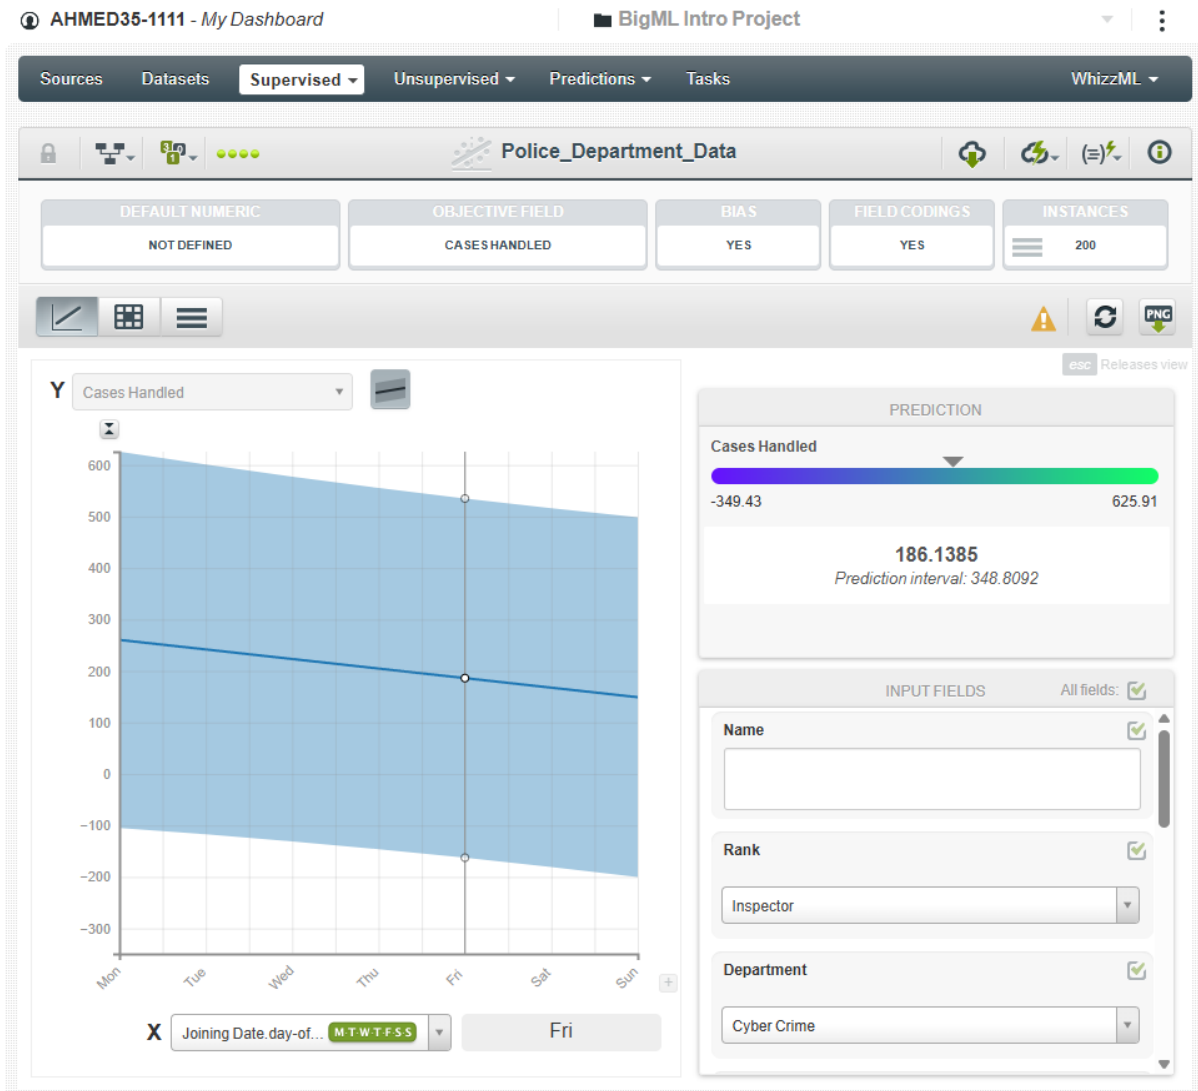 AHMED35-1111 - My Dashboard
BigML Intro Project
Sources Datasets Supervised Unsupervised Predictions Tasks WhizzML
Police_Department_Data
DEFAULT NUMERIC OBJECTIVE FIELD BIAS FIELD CODINGS INSTANCES
NOT DEFINED CASES HANDLED YES YES 200
PNG
esc Releases view
Y Cases Handled
600
500
400
300
200
100
0
−100
−200
−300
Mon Tue Wed Thu Fri Sat Sun
X Joining Date.day-of... M-T-W-T-F-S-S Fri
PREDICTION
Cases Handled
-349.43 625.91
186.1385
Prediction interval: 348.8092
INPUT FIELDS All fields:
Name
Rank
Inspector
Department
Cyber Crime